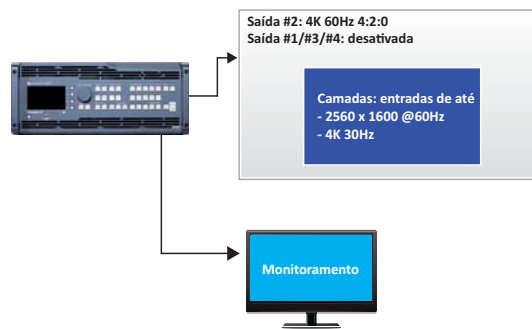 Saída #2: 4K 60Hz 4:2:0
Saída #1/#3/#4: desativada
Camadas: entradas de até
- 2560 x 1600 @60Hz
- 4K 30Hz
Monitoramento